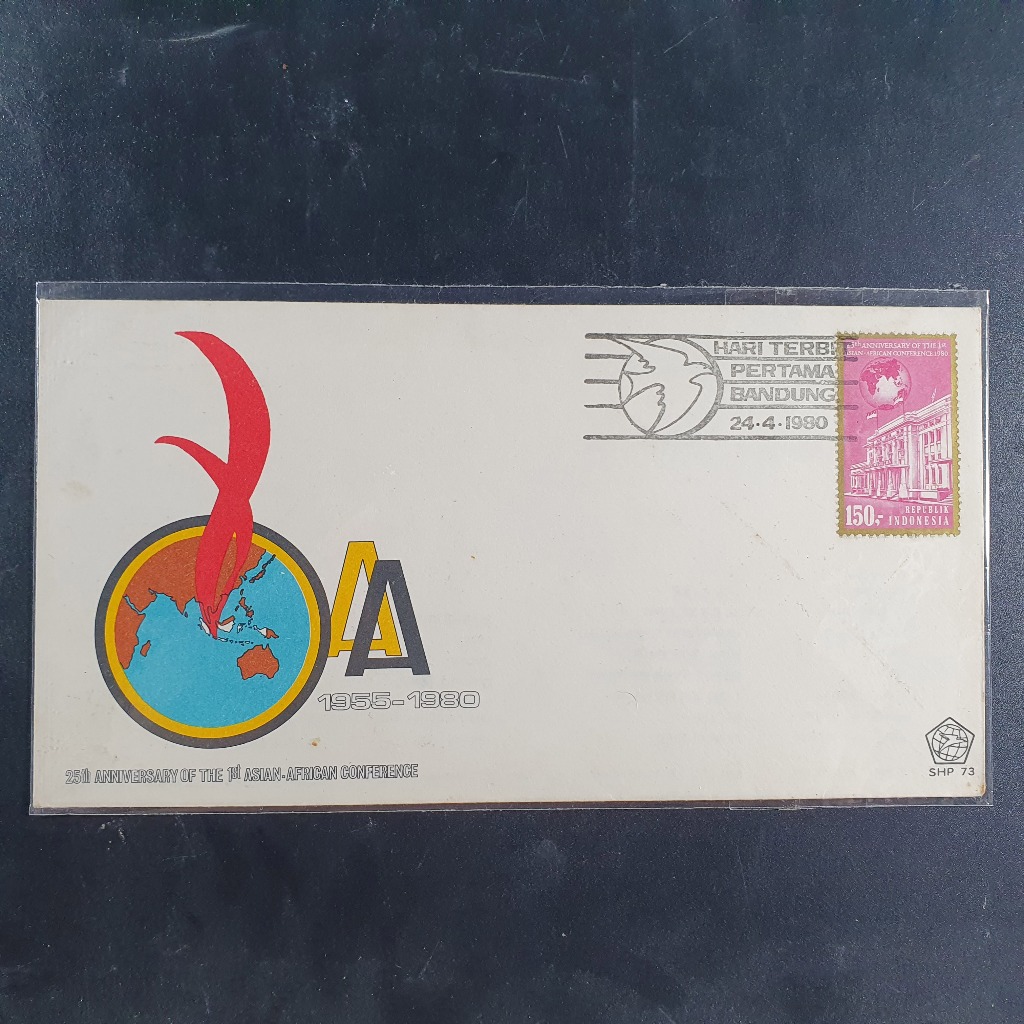 HARI TERBIT
PERTAMA
BANDUNG
24·4·1980
25th ANNIVERSARY OF THE 1st
ASIAN-AFRICAN CONFERENCE 1980
150,-
REPUBLIK
INDONESIA
AA
1955-1980
25th ANNIVERSARY OF THE 1st ASIAN-AFRICAN CONFERENCE
SHP 73